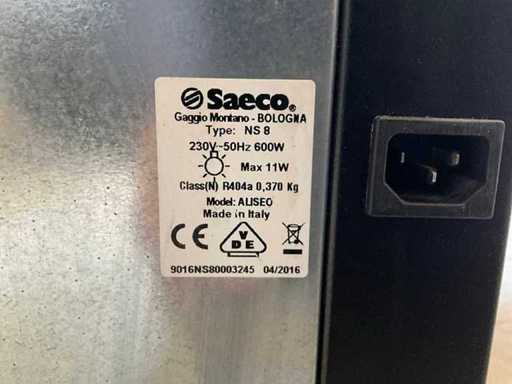 Saeco®
Gaggio Montano - BOLOGNA
Type: NS 8
230V~50Hz 600W
Max 11W
Class(N) R404a 0,370 Kg
Model: ALISEO
Made in Italy
CE VDE
9016NS80003245 04/2016